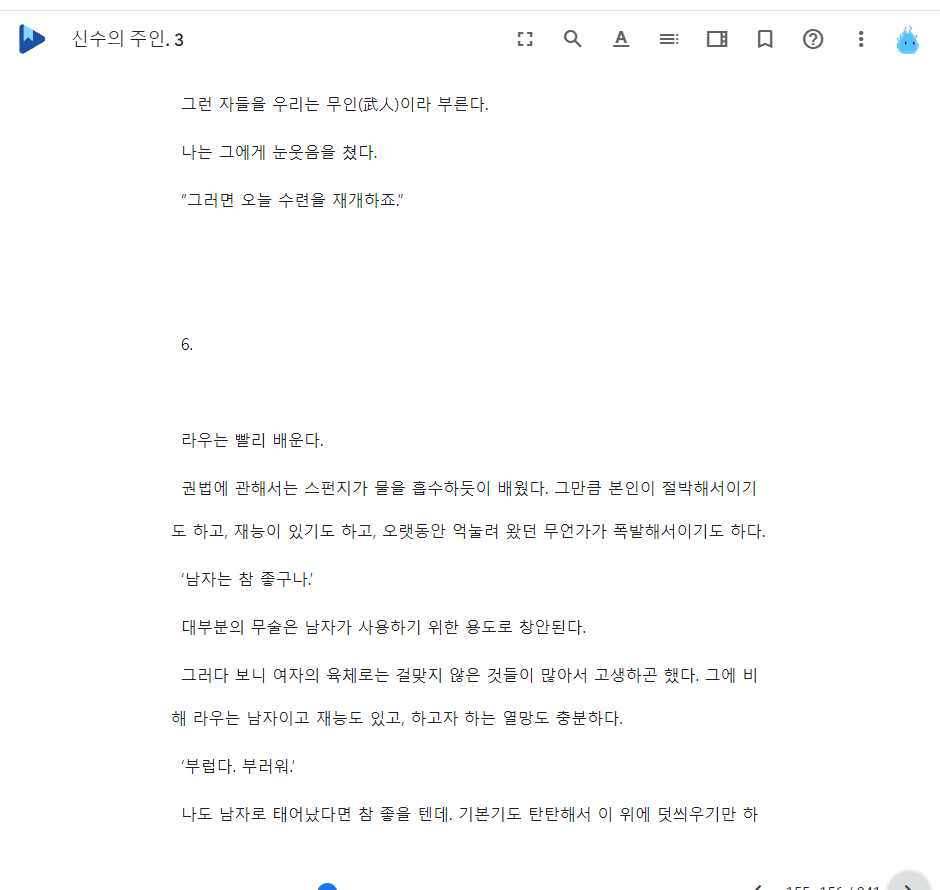 신수의 주인. 3
그런 자들을 우리는 무인(武人)이라 부른다.
나는 그에게 눈웃음을 쳤다.
“그러면 오늘 수련을 재개하죠.”
6.
라우는 빨리 배운다.
권법에 관해서는 스펀지가 물을 흡수하듯이 배웠다. 그만큼 본인이 절박해서이기
도 하고, 재능이 있기도 하고, 오랫동안 억눌려 왔던 무언가가 폭발해서이기도 하다.
‘남자는 참 좋구나.’
대부분의 무술은 남자가 사용하기 위한 용도로 창안된다.
그러다 보니 여자의 육체로는 걸맞지 않은 것들이 많아서 고생하곤 했다. 그에 비
해 라우는 남자이고 재능도 있고, 하고자 하는 열망도 충분하다.
‘부럽다. 부러워.’
나도 남자로 태어났다면 참 좋을 텐데. 기본기도 탄탄해서 이 위에 덧씌우기만 하